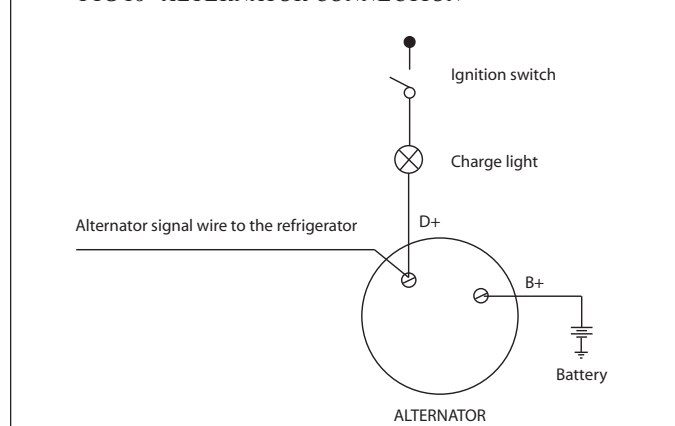 Ignition switch
Charge light
Alternator signal wire to the refrigerator
D+
B+
Battery
ALTERNATOR